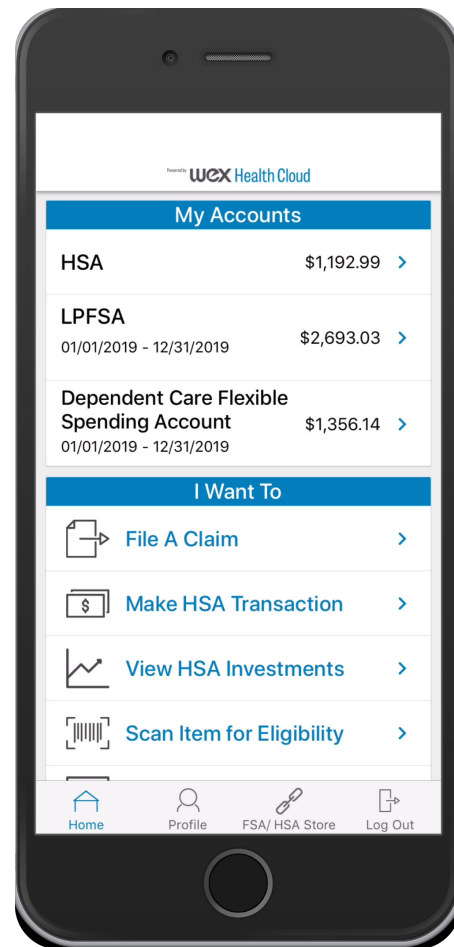 Powered by wex Health Cloud
My Accounts
HSA $1,192.99
LPFSA
01/01/2019 - 12/31/2019 $2,693.03
Dependent Care Flexible
Spending Account $1,356.14
01/01/2019 - 12/31/2019
I Want To
File A Claim
$ Make HSA Transaction
View HSA Investments
Scan Item for Eligibility
Home Profile FSA/ HSA Store Log Out